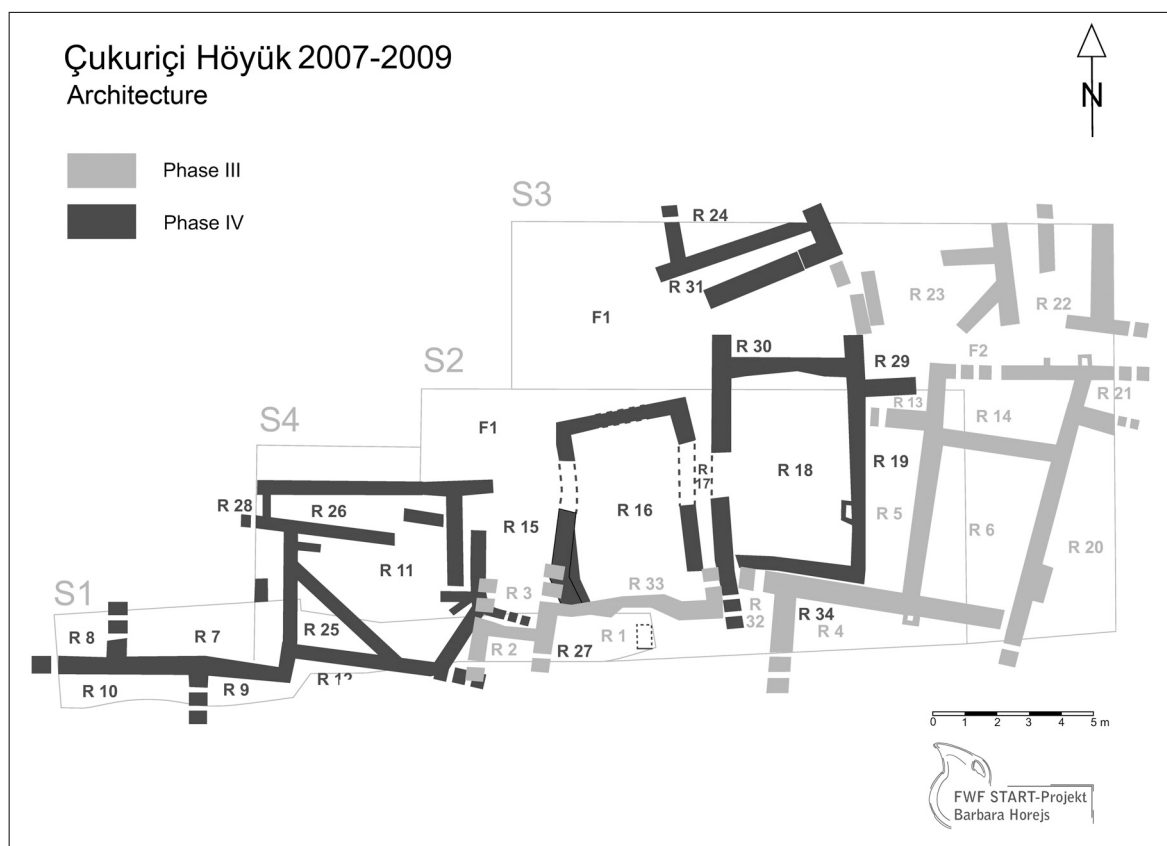 Çukuriçi Höyük 2007-2009
Architecture
N
Phase III
Phase IV
S3
R 24
R 31
R 23
R 22
F1
R 30
R 29
F2
S2
R 13
R 14
R 21
F1
S4
R 17
R 18
R 19
R 28
R 26
R 15
R 16
R 5
R 6
R 20
R 11
S1
R 3
R 33
R 32
R 34
R 8
R 7
R 25
R 2
R 27
R 1
R 4
R 10
R 9
R 12
0 1 2 3 4 5 m
FWF START-Projekt
Barbara Horejs